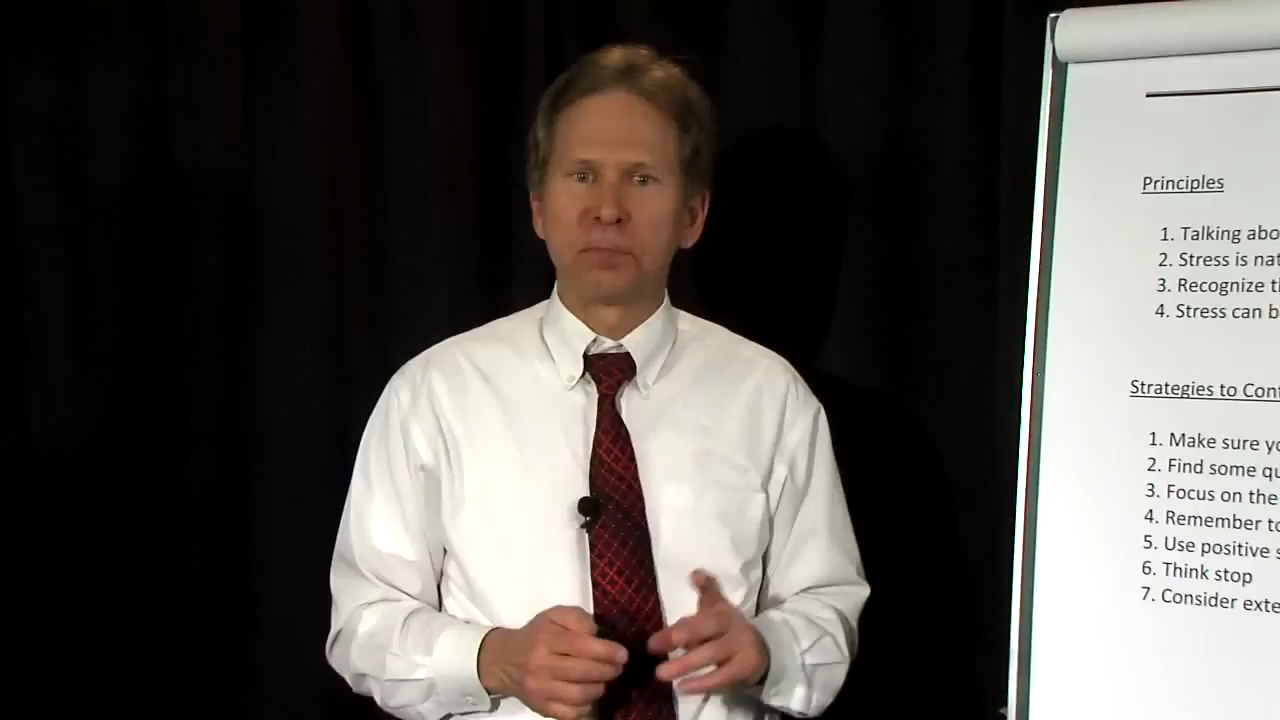 Principles
1. Talking abo
2. Stress is nat
3. Recognize t
4. Stress can b
Strategies to Con
1. Make sure yo
2. Find some qu
3. Focus on the
4. Remember to
5. Use positive s
6. Think stop
7. Consider exte